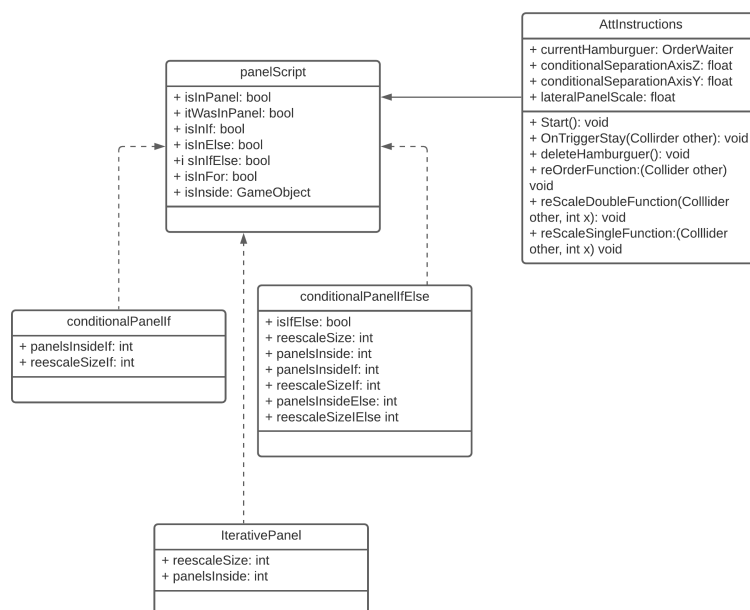 panelScript
+ isInPanel: bool
+ itWasInPanel: bool
+ isInIf: bool
+ isInElse: bool
+i sInIfElse: bool
+ isInFor: bool
+ isInside: GameObject
AttInstructions
+ currentHamburguer: OrderWaiter
+ conditionalSeparationAxisZ: float
+ conditionalSeparationAxisY: float
+ lateralPanelScale: float
+ Start(): void
+ OnTriggerStay(Collirder other): void
+ deleteHamburguer(): void
+ reOrderFunction:(Collider other)
void
+ reScaleDoubleFunction(Colllider
other, int x): void
+ reScaleSingleFunction:(Colllider
other, int x) void
conditionalPanelIf
+ panelsInsideIf: int
+ reescaleSizeIf: int
conditionalPanelIfElse
+ isIfElse: bool
+ reescaleSize: int
+ panelsInside: int
+ panelsInsideIf: int
+ reescaleSizeIf: int
+ panelsInsideElse: int
+ reescaleSizeIElse int
IterativePanel
+ reescaleSize: int
+ panelsInside: int